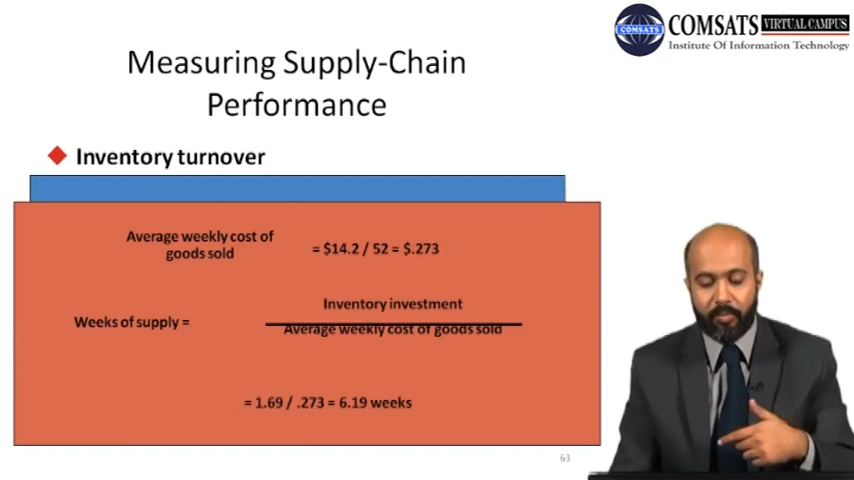 COMSATS VIRTUAL CAMPUS
COMSATS
Institute Of Information Technology
Measuring Supply-Chain
Performance
Inventory turnover
Average weekly cost of
goods sold
= $14.2 / 52 = $.273
Inventory investment
Weeks of supply =
Average weekly cost of goods sold
= 1.69 / .273 = 6.19 weeks
63